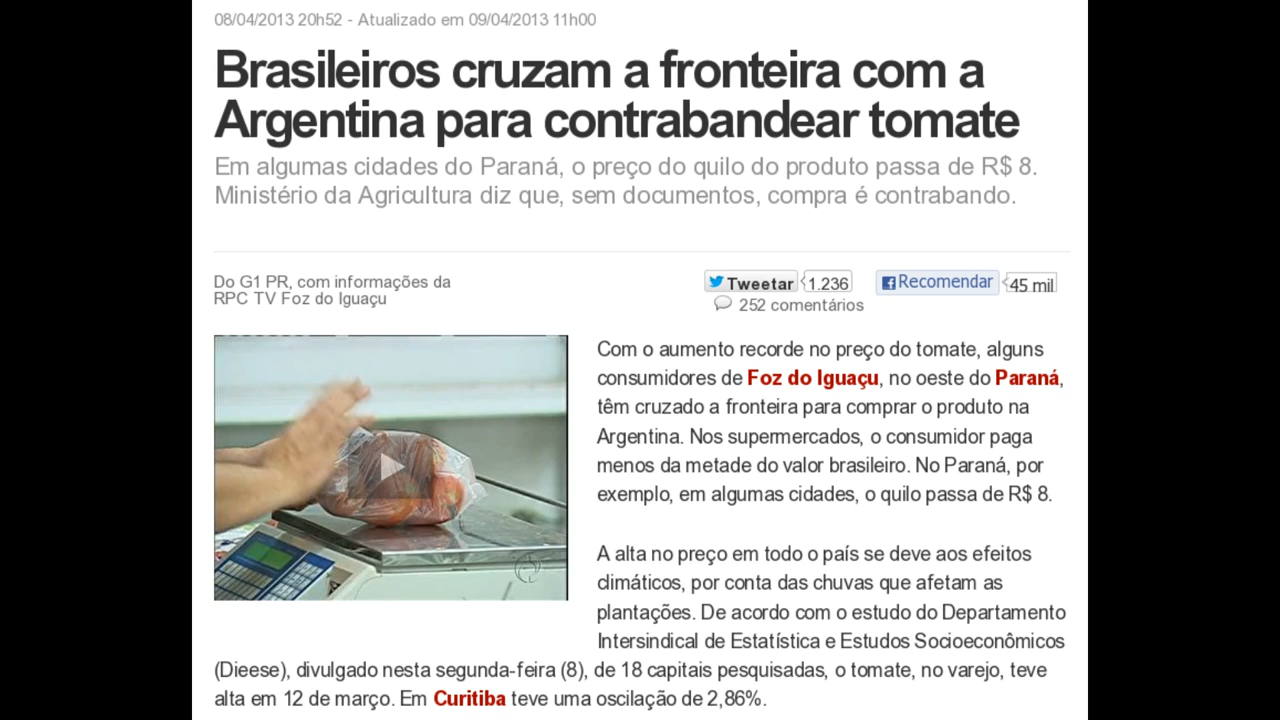 08/04/2013 20h52 - Atualizado em 09/04/2013 11h00
Brasileiros cruzam a fronteira com a
Argentina para contrabandear tomate
Em algumas cidades do Paraná, o preço do quilo do produto passa de R$ 8.
Ministério da Agricultura diz que, sem documentos, compra é contrabando.
Do G1 PR, com informações da
RPC TV Foz do Iguaçu
Tweetar 1.236 Recomendar 45 mil
252 comentários
Com o aumento recorde no preço do tomate, alguns
consumidores de Foz do Iguaçu, no oeste do Paraná,
têm cruzado a fronteira para comprar o produto na
Argentina. Nos supermercados, o consumidor paga
menos da metade do valor brasileiro. No Paraná, por
exemplo, em algumas cidades, o quilo passa de R$ 8.
A alta no preço em todo o país se deve aos efeitos
climáticos, por conta das chuvas que afetam as
plantações. De acordo com o estudo do Departamento
Intersindical de Estatística e Estudos Socioeconômicos
(Dieese), divulgado nesta segunda-feira (8), de 18 capitais pesquisadas, o tomate, no varejo, teve
alta em 12 de março. Em Curitiba teve uma oscilação de 2,86%.